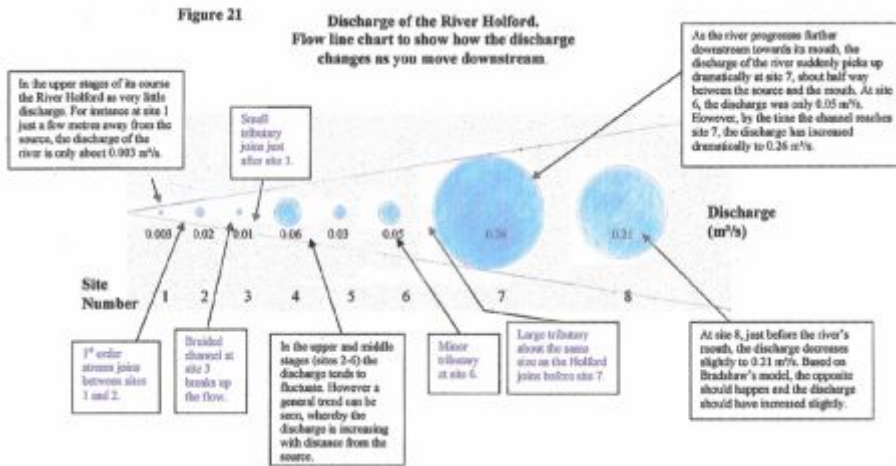 Figure 21
Discharge of the River Holford.
Flow line chart to show how the discharge
changes as you move downstream.
In the upper stages of its course
the River Holford as very little
discharge. For instance at site 1
just a few metres away from the
source, the discharge of the
river is only about 0.003 m³/s.
Small
tributary
joins just
after site 3.
As the river progresses further
downstream towards its mouth, the
discharge of the river suddenly picks up
dramatically at site 7, about half way
between the source and the mouth. At site
6, the discharge was only 0.05 m³/s.
However, by the time the channel reaches
site 7, the discharge has increased
dramatically to 0.26 m³/s.
0.003 0.02 0.01 0.06 0.03 0.05 0.26 0.21
Discharge
(m³/s)
Site
Number 1 2 3 4 5 6 7 8
1st order
stream joins
between sites
1 and 2.
Braided
channel at
site 3
breaks up
the flow.
In the upper and middle
stages (sites 2-6) the
discharge tends to
fluctuate. However a
general trend can be
seen, whereby the
discharge is increasing
with distance from the
source.
Minor
tributary
at site 6.
Large tributary
about the same
size as the Holford
joins before site 7.
At site 8, just before the river's
mouth, the discharge decreases
slightly to 0.21 m³/s. Based on
Bradshaw's model, the opposite
should happen and the discharge
should have increased slightly.